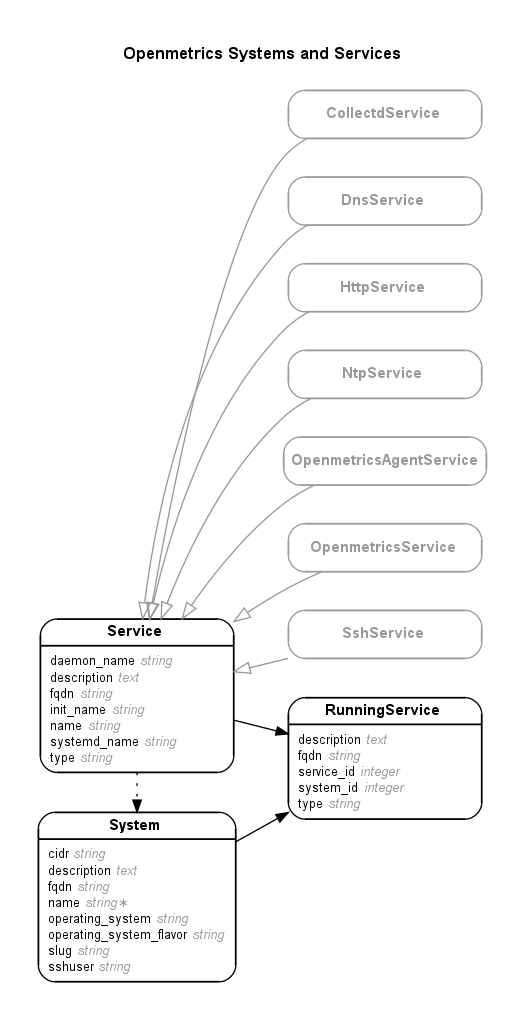 Openmetrics Systems and Services
CollectdService
DnsService
HttpService
NtpService
OpenmetricsAgentService
OpenmetricsService
SshService
Service
daemon_name string
description text
fqdn string
init_name string
name string
systemd_name string
type string
RunningService
description text
fqdn string
service_id integer
system_id integer
type string
System
cidr string
description text
fqdn string
name string∗
operating_system string
operating_system_flavor string
slug string
sshuser string